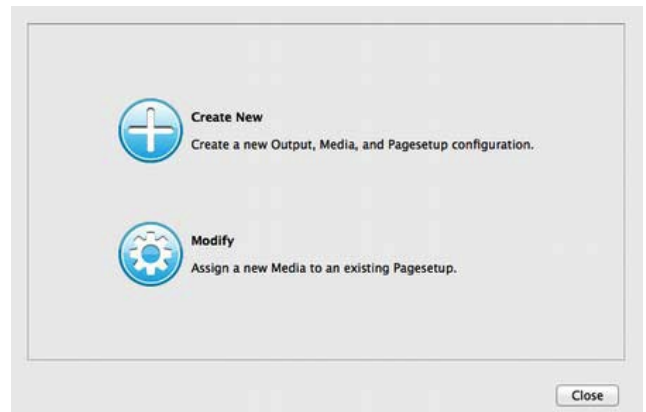 Create New
Create a new Output, Media, and Pagesetup configuration.
Modify
Assign a new Media to an existing Pagesetup.
Close